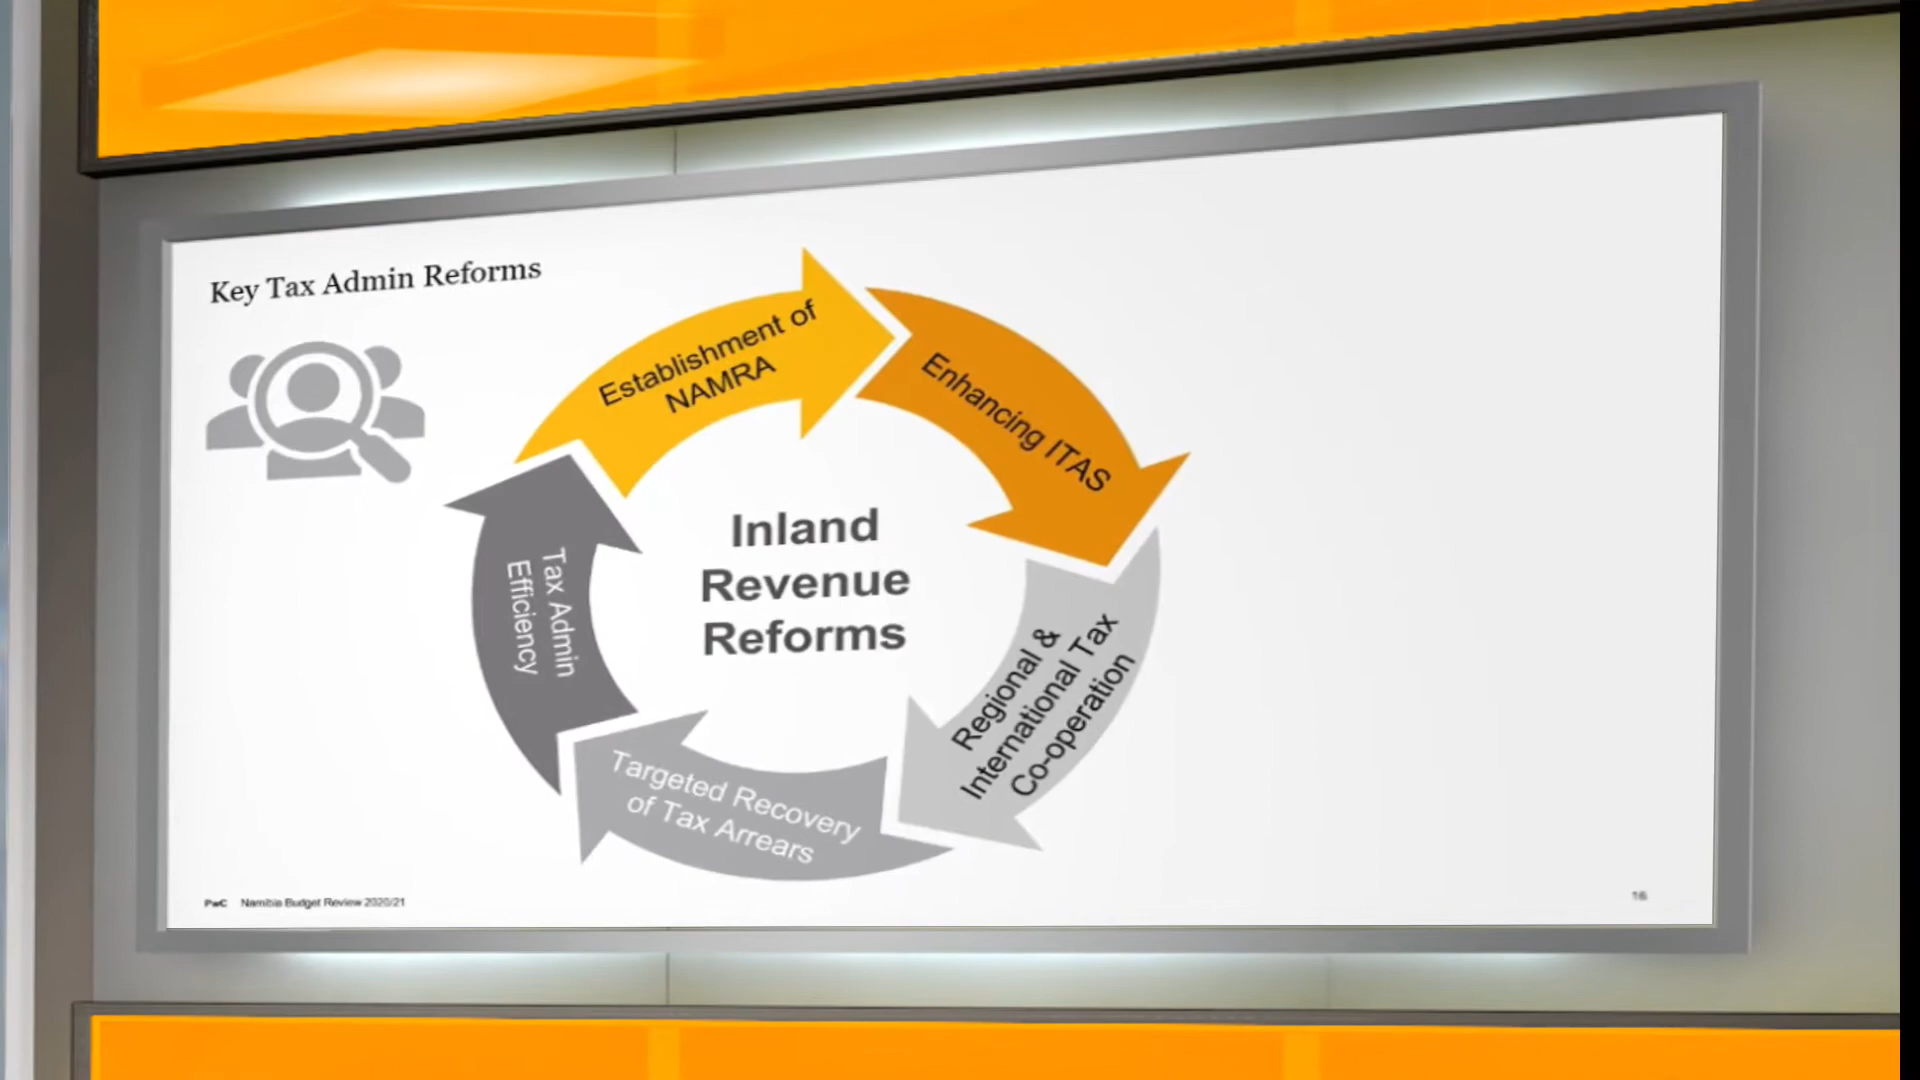 Key Tax Admin Reforms
Establishment of
NAMRA
Enhancing ITAS
Regional &
International Tax
Co-operation
Targeted Recovery
of Tax Arrears
Tax Admin
Efficiency
Inland
Revenue
Reforms
PwC Namibia Budget Review 2020/21
16